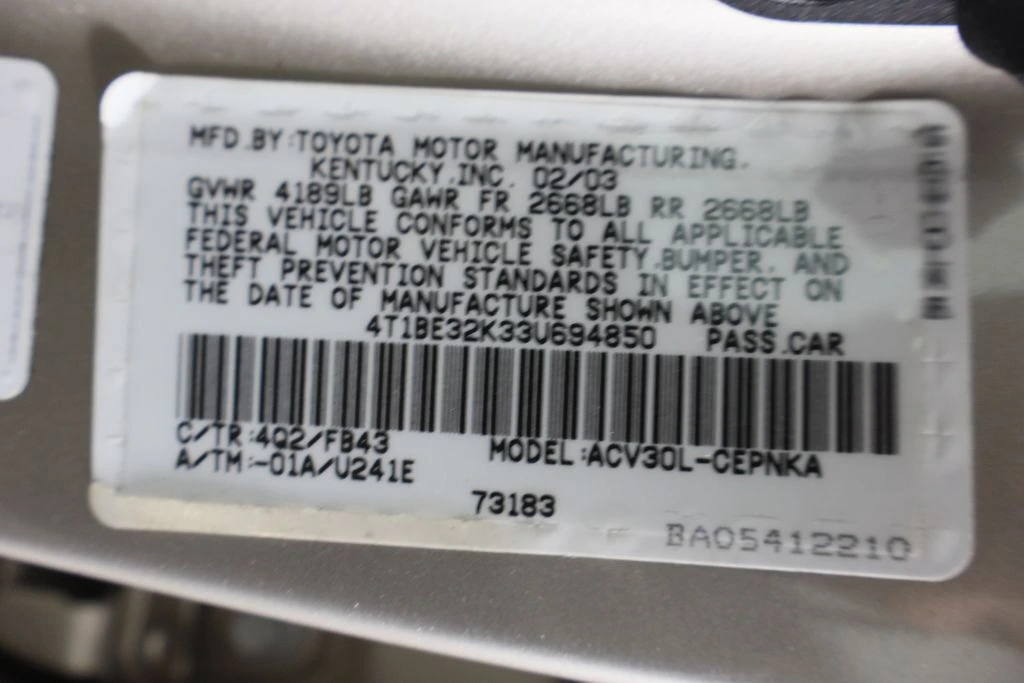 MFD.BY:TOYOTA MOTOR MANUFACTURING.
KENTUCKY.INC. 02/03
GVWR 4189LB GAWR FR 2668LB RR 2668LB
THIS VEHICLE CONFORMS TO ALL APPLICABLE
FEDERAL MOTOR VEHICLE SAFETY,BUMPER, AND
THEFT PREVENTION STANDARDS IN EFFECT ON
THE DATE OF MANUFACTURE SHOWN ABOVE
4T1BE32K33U694850 PASS.CAR
C/TR:4Q2/FB43 MODEL:ACV30L-CEPNKA
A/TM:-01A/U241E
73183
BA05412210